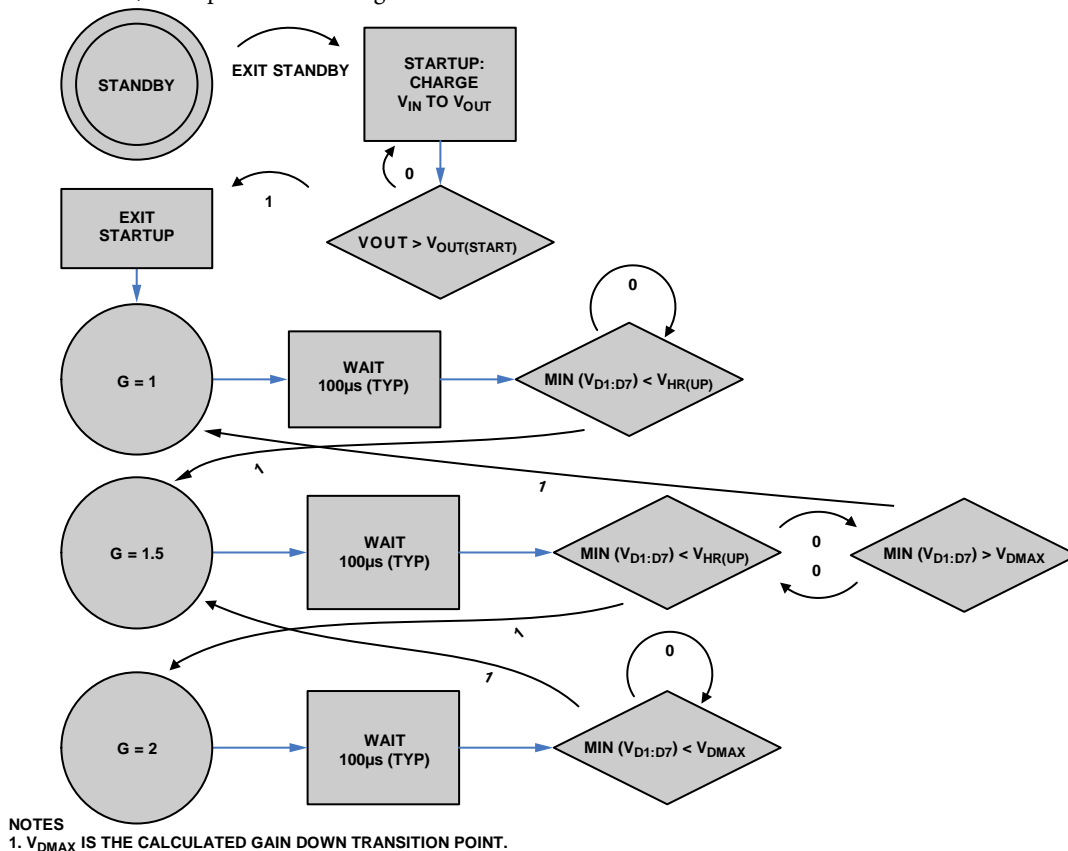 STANDBY
EXIT STANDBY
STARTUP:
CHARGE
VIN TO VOUT
0
1
EXIT
STARTUP
VOUT > VOUT(START)
0
G = 1
WAIT
100µs (TYP)
MIN (VD1:D7) < VHR(UP)
1
1
G = 1.5
WAIT
100µs (TYP)
MIN (VD1:D7) < VHR(UP)
0
0
MIN (VD1:D7) > VDMAX
1
1
0
G = 2
WAIT
100µs (TYP)
MIN (VD1:D7) < VDMAX
NOTES
1. VDMAX IS THE CALCULATED GAIN DOWN TRANSITION POINT.